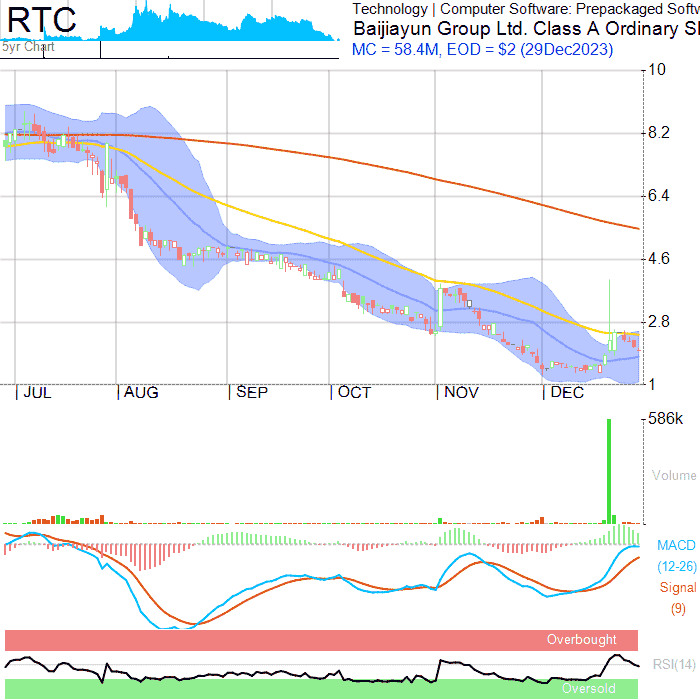 RTC
5yr Chart
Technology | Computer Software: Prepackaged Softw
Baijiayun Group Ltd. Class A Ordinary Sl
MC = 58.4M, EOD = $2 (29Dec2023)
10
8.2
6.4
4.6
2.8
1
JUL AUG SEP OCT NOV DEC
586k
Volume
MACD
(12-26)
Signal
(9)
Overbought
RSI(14)
Oversold